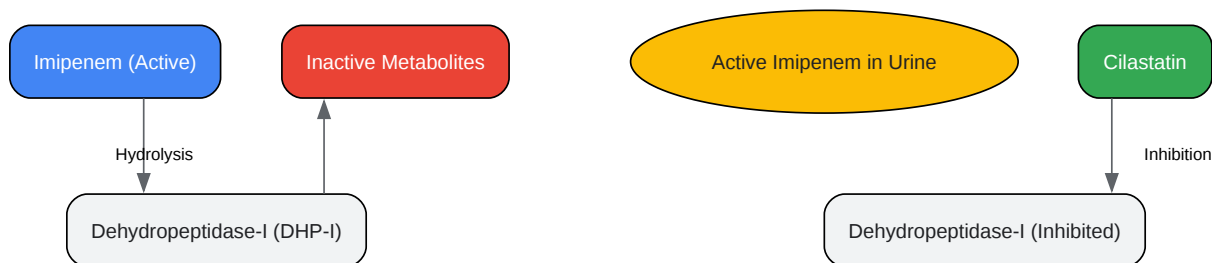 Imipenem (Active)
Inactive Metabolites
Active Imipenem in Urine
Cilastatin
Hydrolysis
Inhibition
Dehydropeptidase-I (DHP-I)
Dehydropeptidase-I (Inhibited)